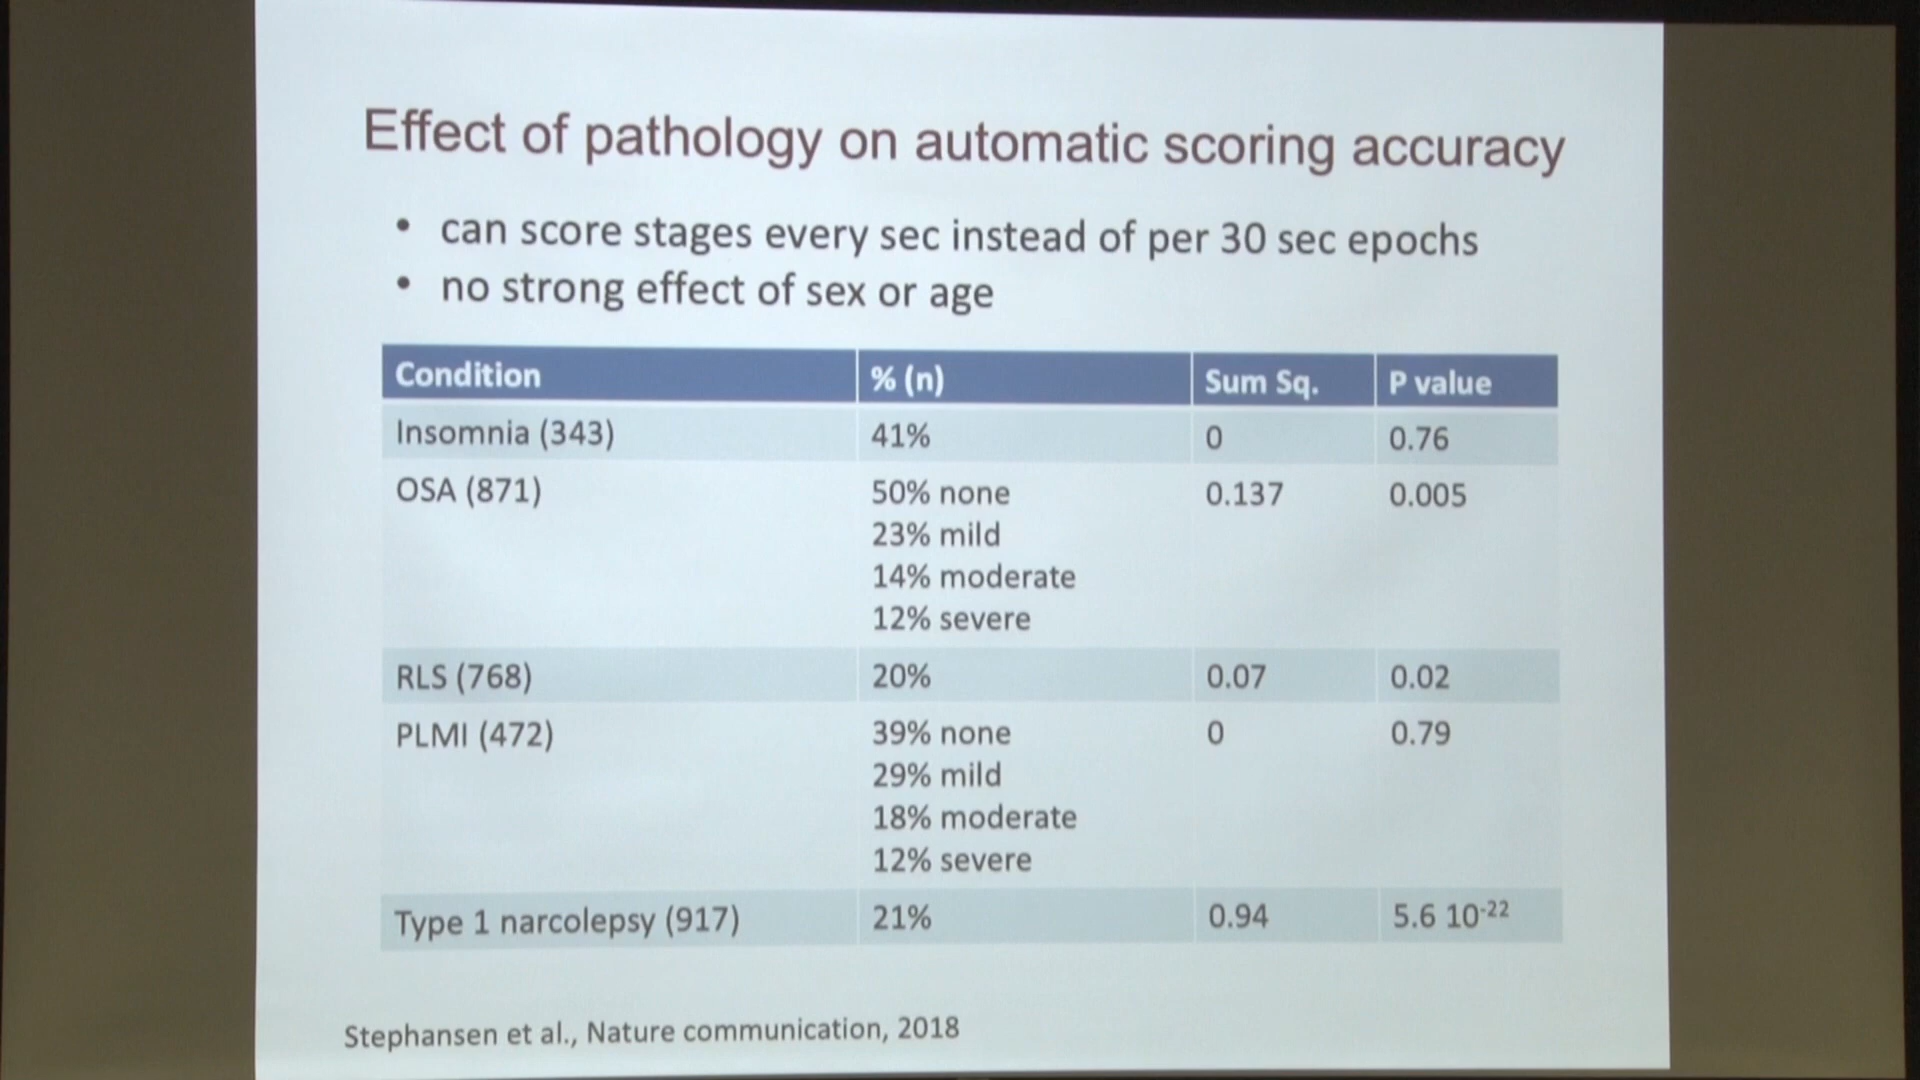 Effect of pathology on automatic scoring accuracy
• can score stages every sec instead of per 30 sec epochs
• no strong effect of sex or age
Condition % (n) Sum Sq. P value
Insomnia (343) 41% 0 0.76
OSA (871) 50% none 0.137 0.005
23% mild
14% moderate
12% severe
RLS (768) 20% 0.07 0.02
PLMI (472) 39% none 0 0.79
29% mild
18% moderate
12% severe
Type 1 narcolepsy (917) 21% 0.94 5.6 10⁻²²
Stephansen et al., Nature communication, 2018